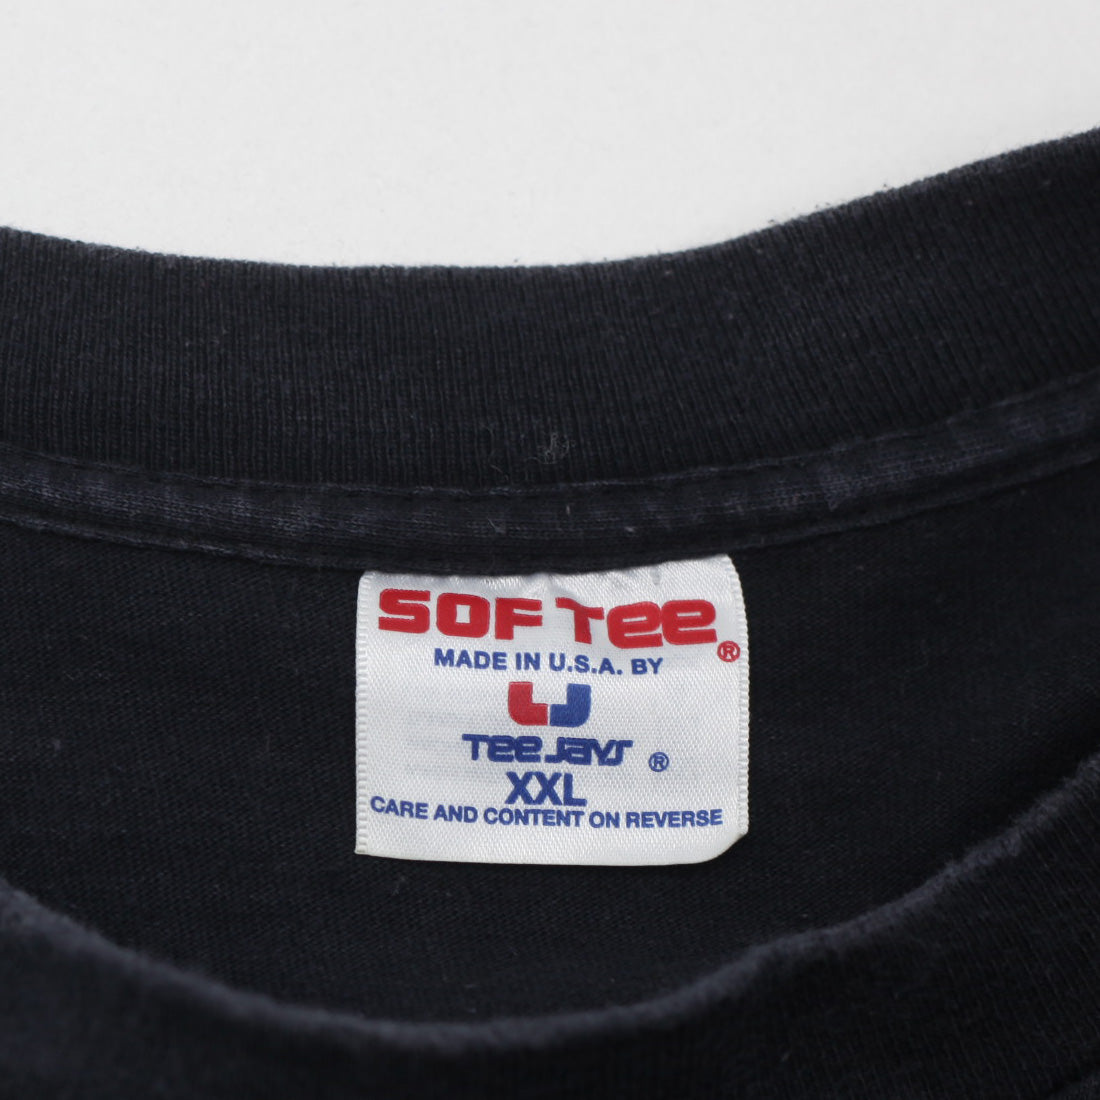 SOF TEE®
MADE IN U.S.A. BY
TEE JAYS ®
XXL
CARE AND CONTENT ON REVERSE